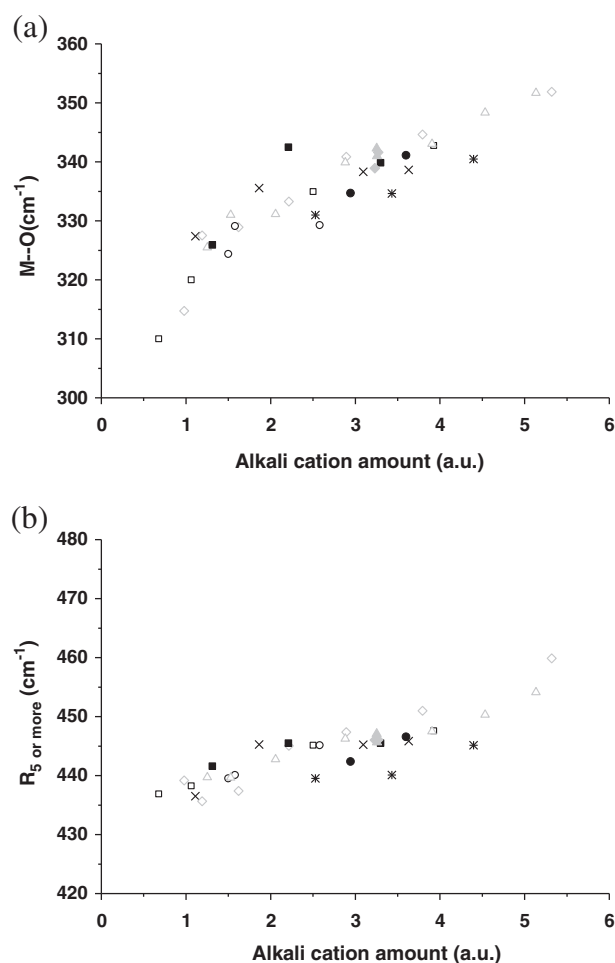 (a)
360
350
340
330
320
310
300
M--O(cm-1)
0 1 2 3 4 5 6
Alkali cation amount (a.u.)
(b)
480
470
460
450
440
430
420
R5 or more (cm-1)
0 1 2 3 4 5 6
Alkali cation amount (a.u.)